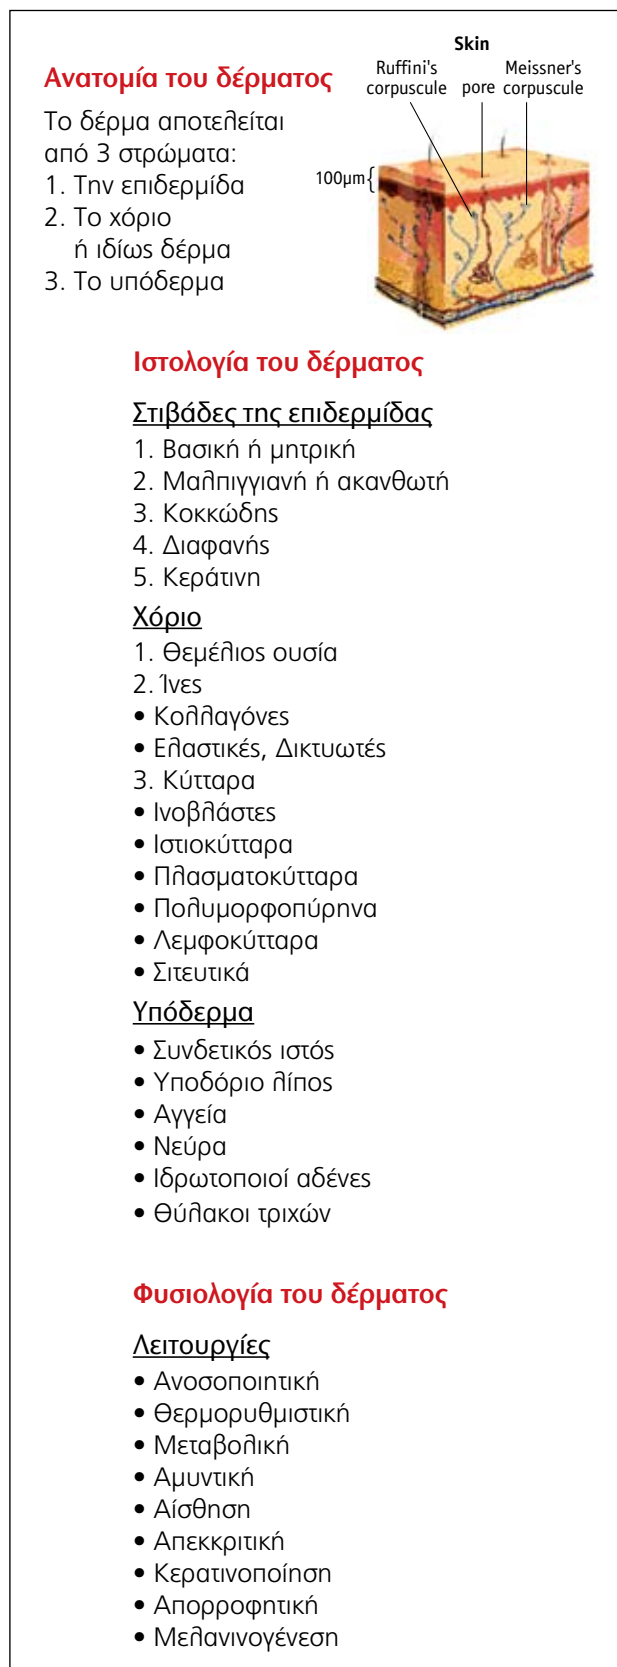 Skin
Ruffini's
corpuscule
pore
Meissner's
corpuscule
100µm
Ανατομία του δέρματος
Το δέρμα αποτελείται
από 3 στρώματα:
1. Την επιδερμίδα
2. Το χόριο
ή ιδίως δέρμα
3. Το υπόδερμα
Ιστολογία του δέρματος
Στιβάδες της επιδερμίδας
1. Βασική ή μητρική
2. Μαλπιγγιανή ή ακανθωτή
3. Κοκκώδης
4. Διαφανής
5. Κεράτινη
Χόριο
1. Θεμέλιος ουσία
2. Ίνες
• Κολλαγόνες
• Ελαστικές, Δικτυωτές
3. Κύτταρα
• Ινοβλάστες
• Ιστιοκύτταρα
• Πλασματοκύτταρα
• Πολυμορφοπύρηνα
• Λεμφοκύτταρα
• Σιτευτικά
Υπόδερμα
• Συνδετικός ιστός
• Υποδόριο λίπος
• Αγγεία
• Νεύρα
• Ιδρωτοποιοί αδένες
• Θύλακοι τριχών
Φυσιολογία του δέρματος
Λειτουργίες
• Ανοσοποιητική
• Θερμορυθμιστική
• Μεταβολική
• Αμυντική
• Αίσθηση
• Απεκκριτική
• Κερατινοποίηση
• Απορροφητική
• Μελανινογένεση